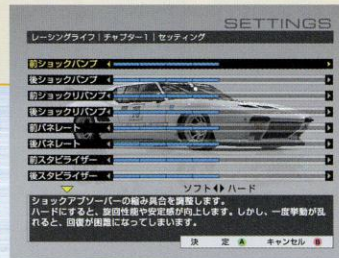 SETTINGS
レーシングライフ｜チャプター1｜セッティング
前ショックバンプ
後ショックバンプ
前ショックリバンプ
後ショックリバンプ
前バネレート
後バネレート
前スタビライザー
後スタビライザー
ソフト◀▶ハード
ショックアブソーバーの縮み具合を調整します。
ハードにすると、旋回性能や安定感が向上します。しかし、一度挙動が乱
れると、回復が困難になってしまいます。
決 定 A キャンセル B